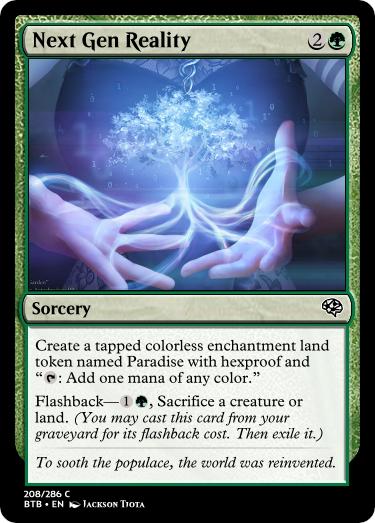 Next Gen Reality 2
Sorcery
Create a tapped colorless enchantment land
token named Paradise with hexproof and
“: Add one mana of any color.”
Flashback—1, Sacrifice a creature or
land. (You may cast this card from your
graveyard for its flashback cost. Then exile it.)
To sooth the populace, the world was reinvented.
208/286 C
BTB • EN Jackson Tjota